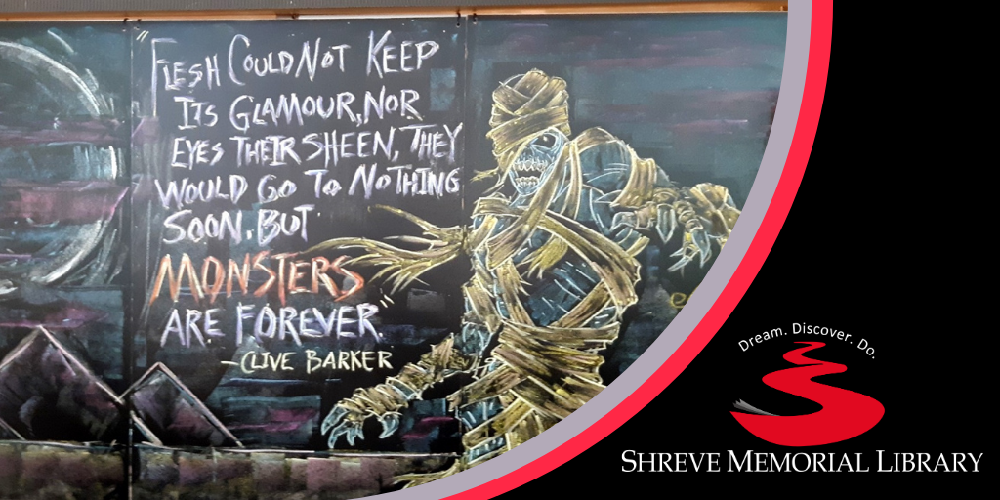 FLESH COULD NOT KEEP
ITS GLAMOUR, NOR
EYES THEIR SHEEN, THEY
WOULD GO TO NOTHING
SOON. BUT
MONSTERS
ARE FOREVER."
-CLIVE BARKER
Dream. Discover. Do.
SHREVE MEMORIAL LIBRARY